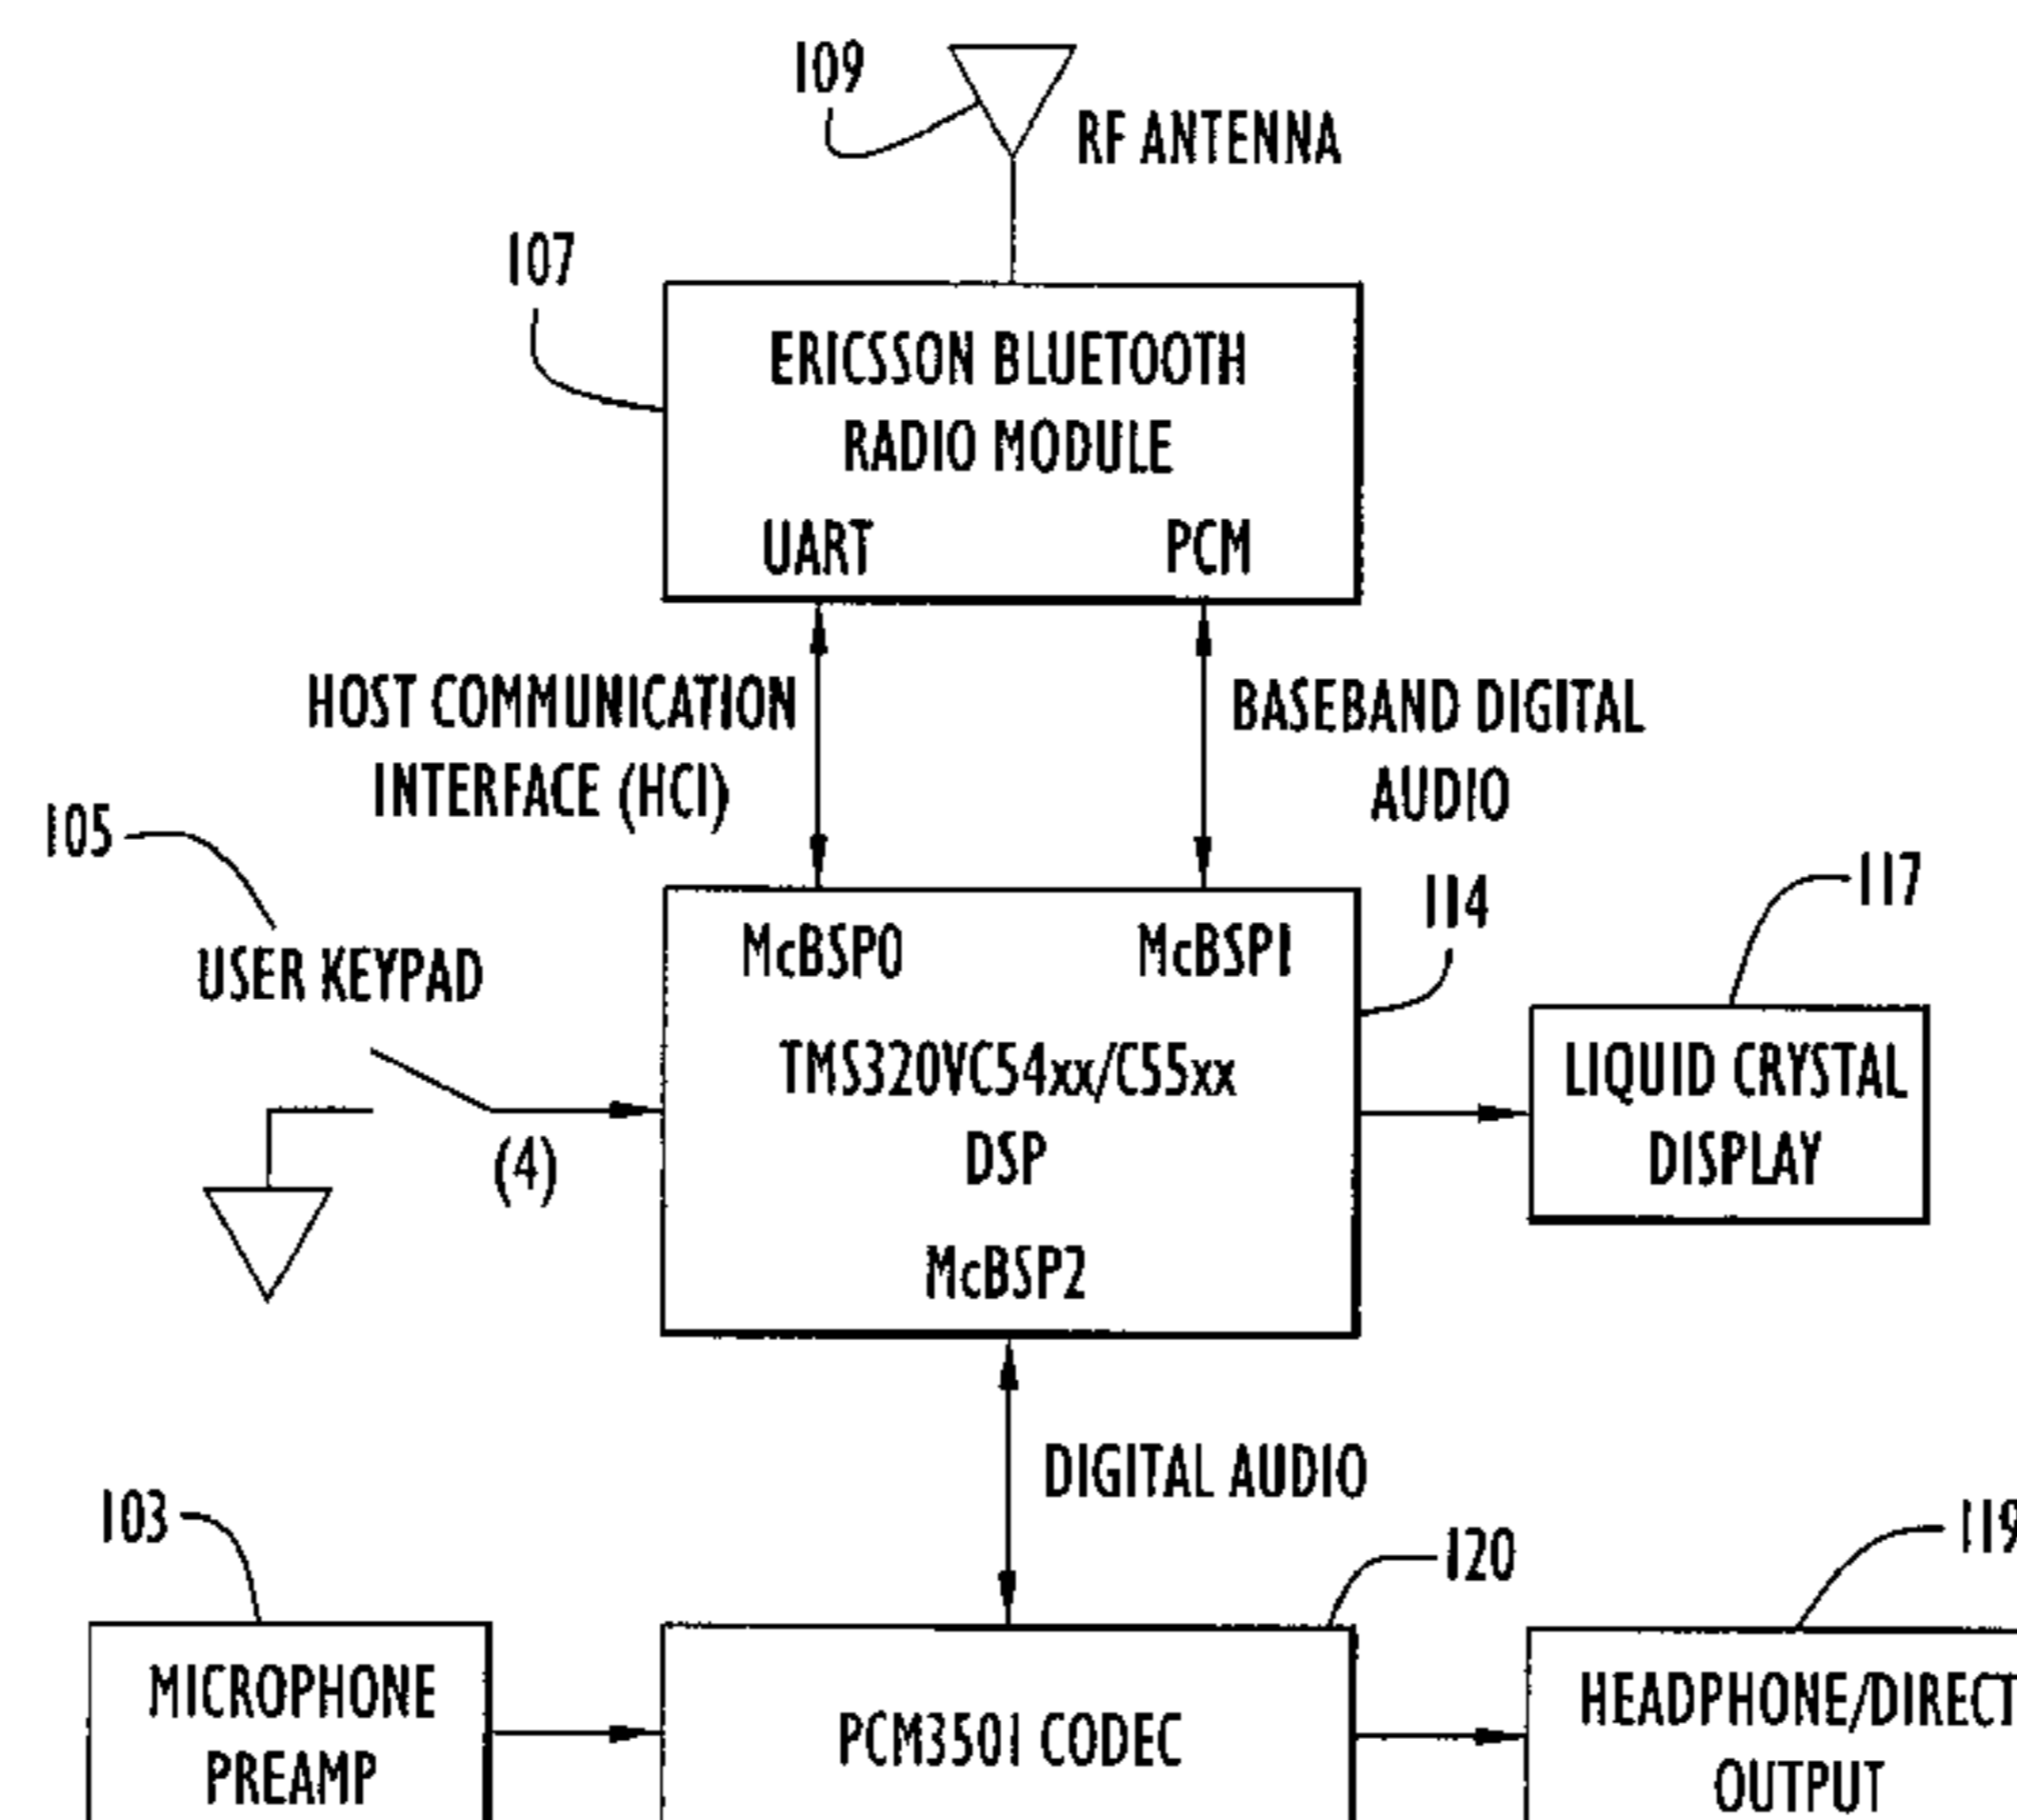 109
RF ANTENNA
107
ERICSSON BLUETOOTH
RADIO MODULE
UART
PCM
HOST COMMUNICATION
INTERFACE (HCI)
BASEBAND DIGITAL
AUDIO
105
USER KEYPAD
(4)
114
117
McBSP0
McBSP1
TMS320VC54xx/C55xx
DSP
McBSP2
LIQUID CRYSTAL
DISPLAY
DIGITAL AUDIO
103
120
119
MICROPHONE
PREAMP
PCM3501 CODEC
HEADPHONE/DIRECT
OUTPUT